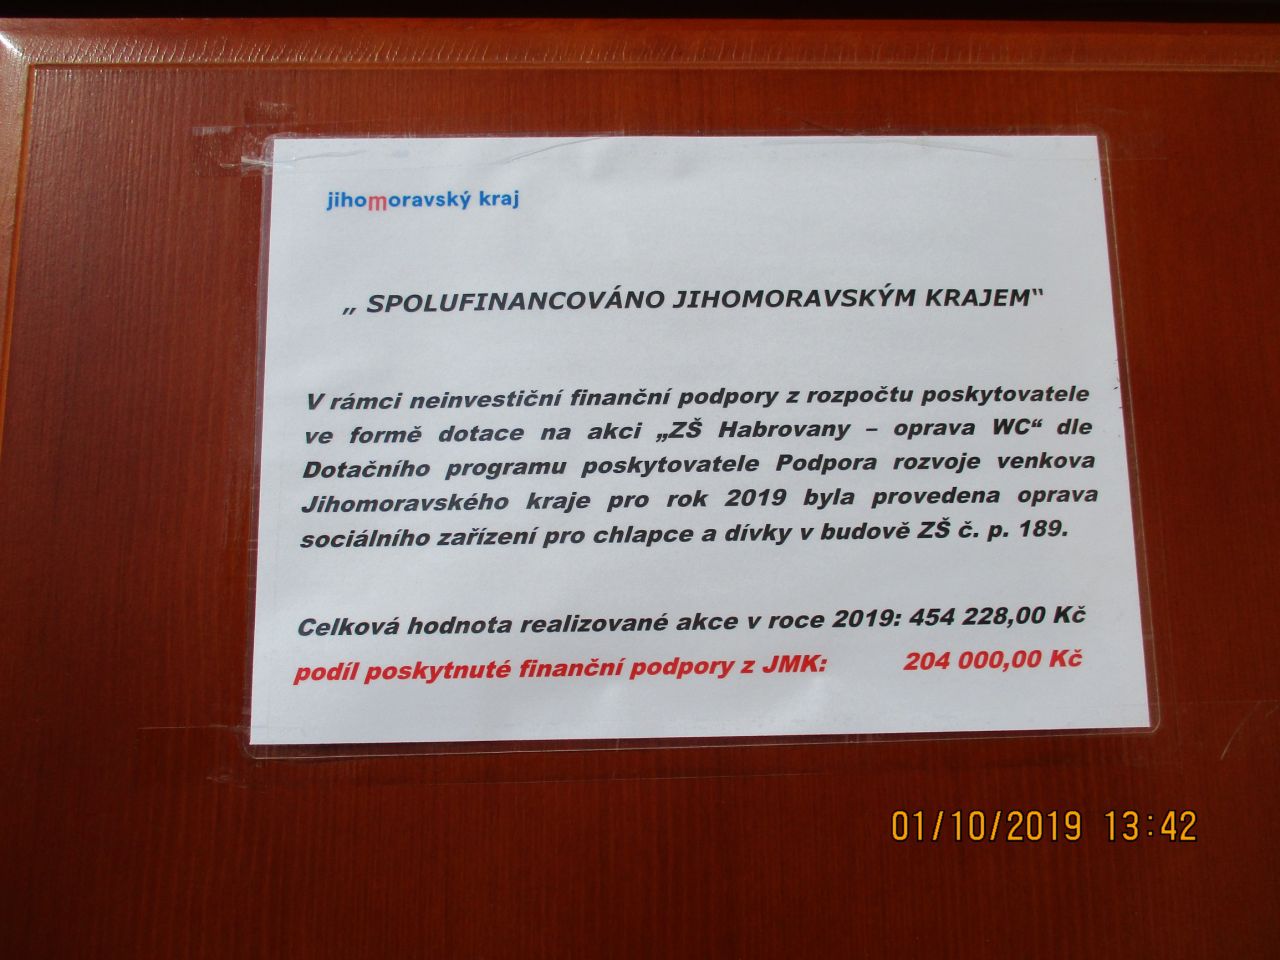 jihomoravský kraj
„ SPOLUFINANCOVÁNO JIHOMORAVSKÝM KRAJEM“
V rámci neinvestiční finanční podpory z rozpočtu poskytovatele
ve formě dotace na akci „ZŠ Habrovany – oprava WC“ dle
Dotačního programu poskytovatele Podpora rozvoje venkova
Jihomoravského kraje pro rok 2019 byla provedena oprava
sociálního zařízení pro chlapce a dívky v budově ZŠ č. p. 189.
Celková hodnota realizované akce v roce 2019: 454 228,00 Kč
podíl poskytnuté finanční podpory z JMK: 204 000,00 Kč
01/10/2019 13:42